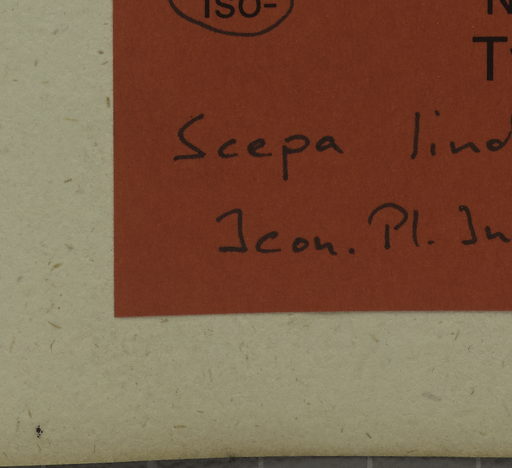 Iso-
Scepa lind
Icon. Pl. In